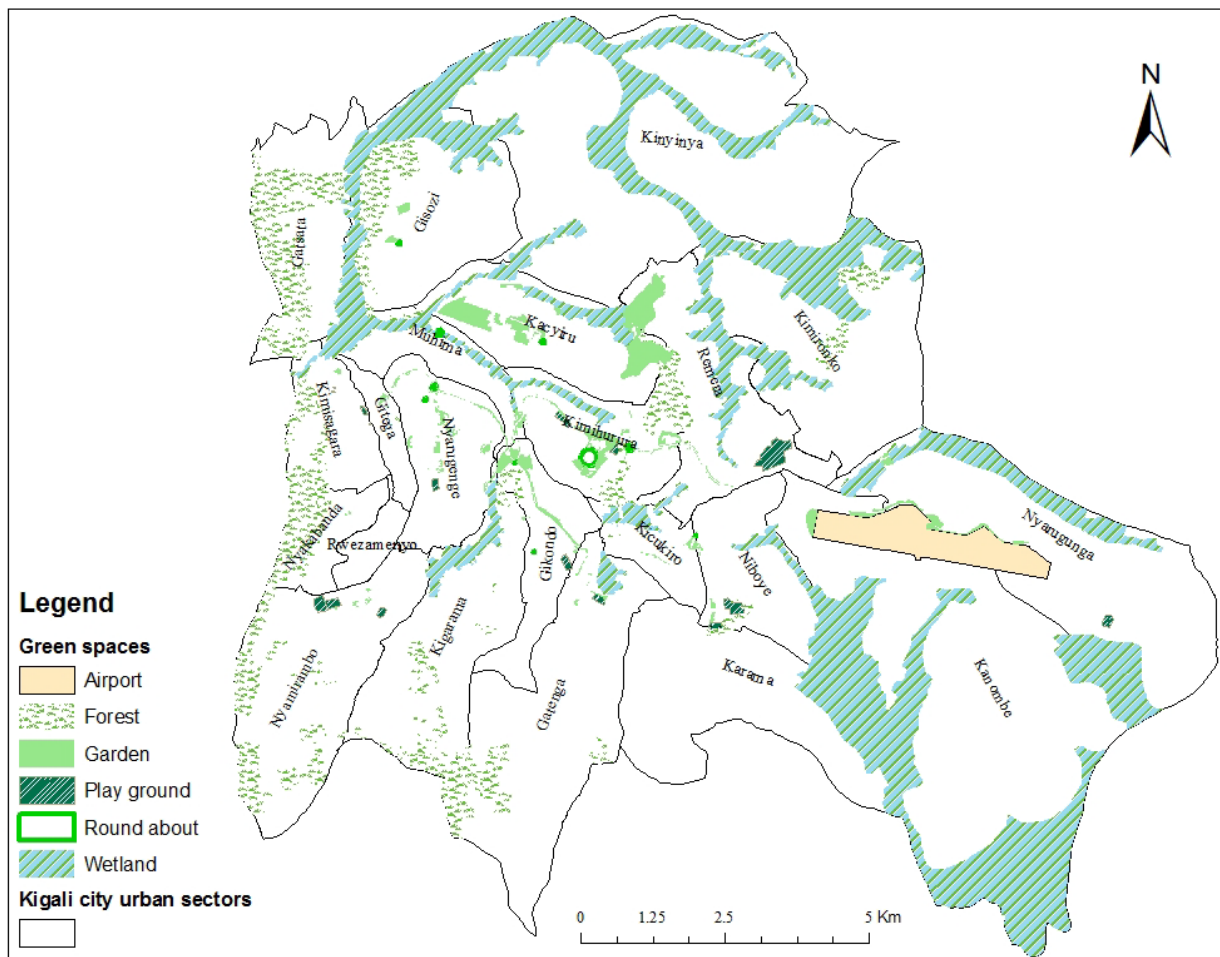 N
Kinyinya
Gisozi
Gatsata
Kacyiru
Muhima
Kimironko
Remera
Kimisagara
Gitega
Nyarugenge
Kimihurura
Nyakabanda
Rwezamenyo
Gikondo
Kicukiro
Niboye
Nyarugunga
Kigarama
Nyamirambo
Gatenga
Karama
Kanombe
Legend
Green spaces
Airport
Forest
Garden
Play ground
Round about
Wetland
Kigali city urban sectors
0 1.25 2.5 5 Km